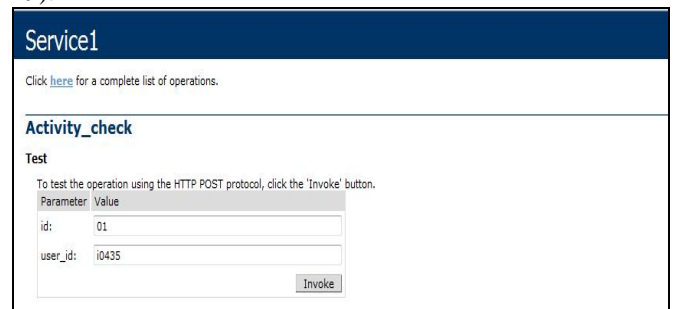 Service1
Click here for a complete list of operations.
Activity_check
Test
To test the operation using the HTTP POST protocol, click the 'Invoke' button.
Parameter Value
id: 01
user_id: i0435
Invoke